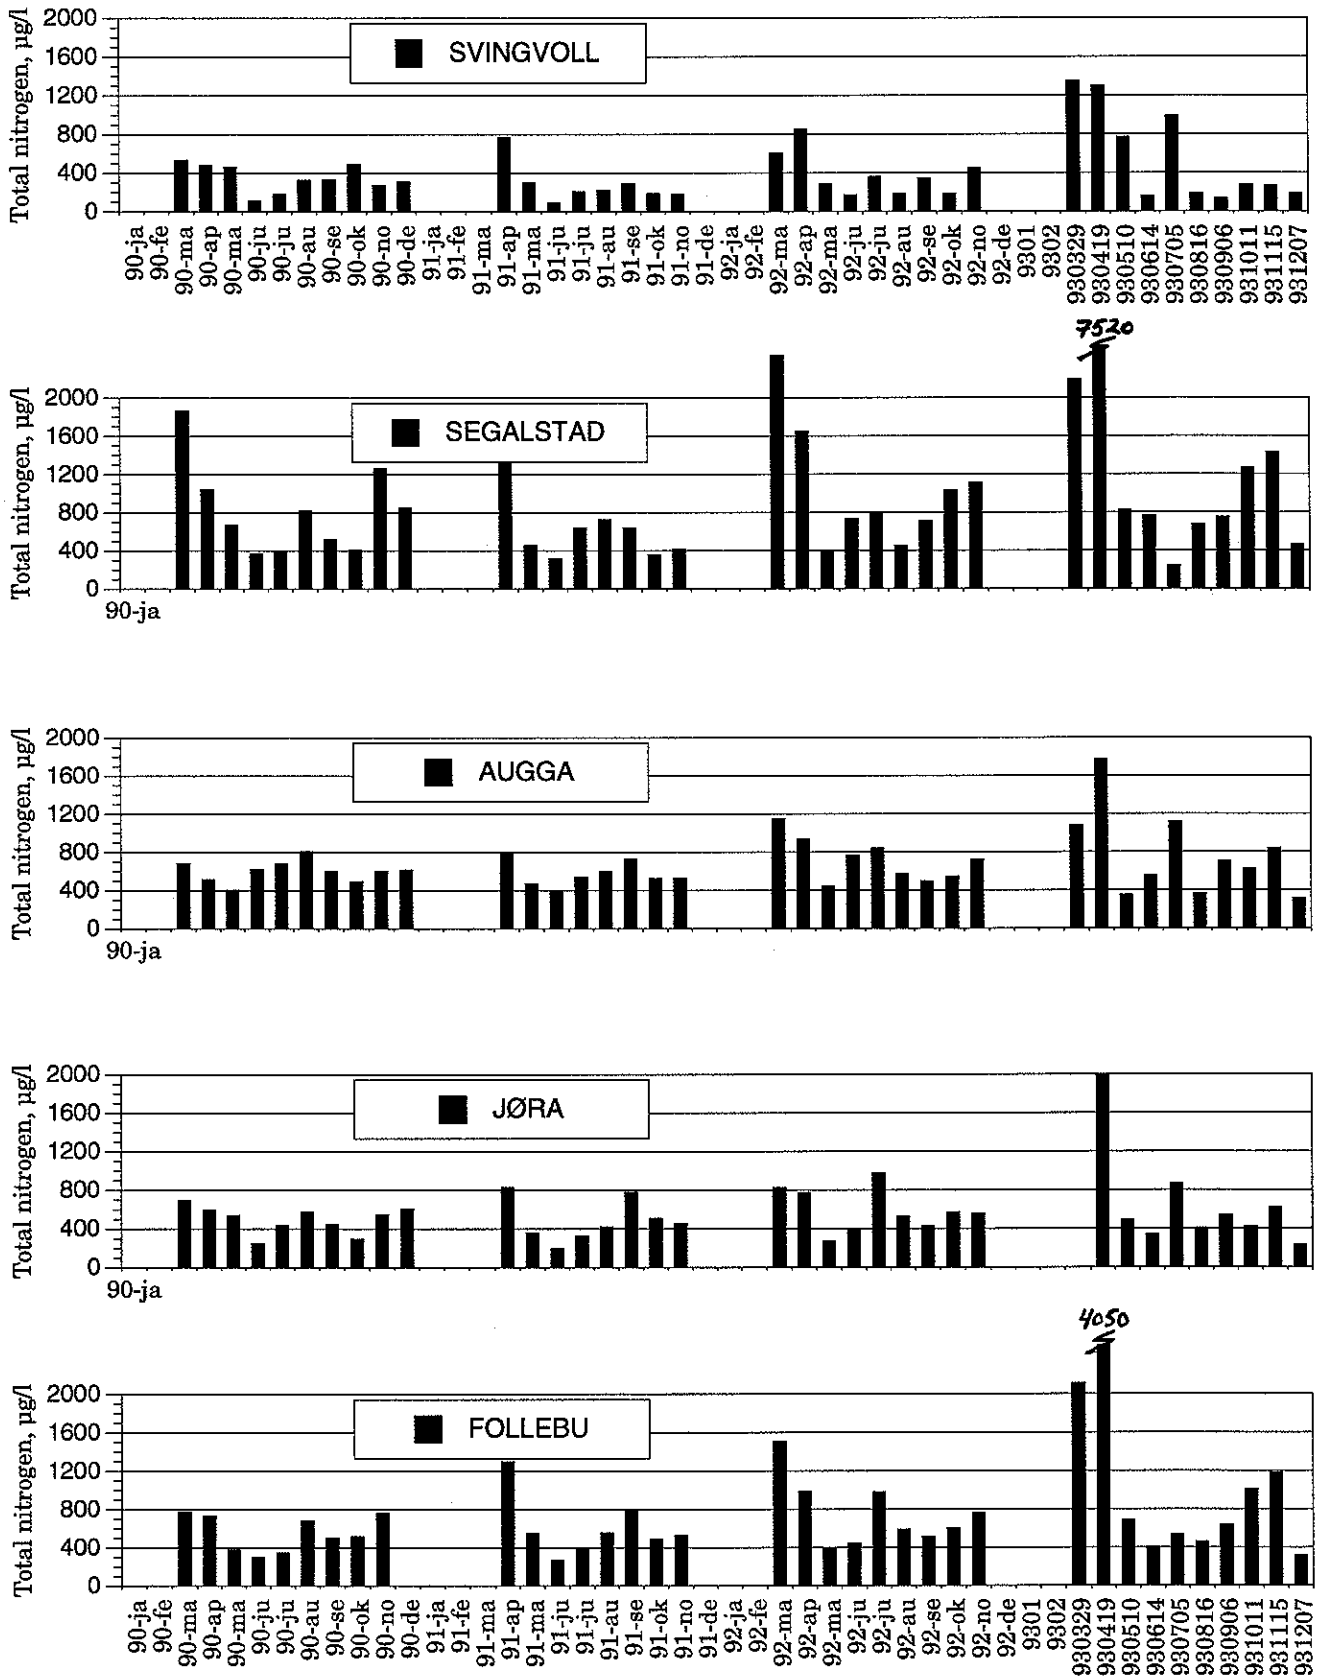 Total nitrogen, µg/l
2000
1600
1200
800
400
0
SVINGVOLL
90-ja
90-fe
90-ma
90-ap
90-ma
90-ju
90-ju
90-au
90-se
90-ok
90-no
90-de
91-ja
91-fe
91-ma
91-ap
91-ma
91-ju
91-ju
91-au
91-se
91-ok
91-no
91-de
92-ja
92-fe
92-ma
92-ap
92-ma
92-ju
92-ju
92-au
92-se
92-ok
92-no
92-de
9301
9302
930329
930419
930510
930614
930705
930816
930906
931011
931115
931207
7520
Total nitrogen, µg/l
2000
1600
1200
800
400
0
SEGALSTAD
90-ja
Total nitrogen, µg/l
2000
1600
1200
800
400
0
AUGGA
90-ja
Total nitrogen, µg/l
2000
1600
1200
800
400
0
JØRA
90-ja
4050
Total nitrogen, µg/l
2000
1600
1200
800
400
0
FOLLEBU
90-ja
90-fe
90-ma
90-ap
90-ma
90-ju
90-ju
90-au
90-se
90-ok
90-no
90-de
91-ja
91-fe
91-ma
91-ap
91-ma
91-ju
91-ju
91-au
91-se
91-ok
91-no
91-de
92-ja
92-fe
92-ma
92-ap
92-ma
92-ju
92-ju
92-au
92-se
92-ok
92-no
92-de
9301
9302
930329
930419
930510
930614
930705
930816
930906
931011
931115
931207